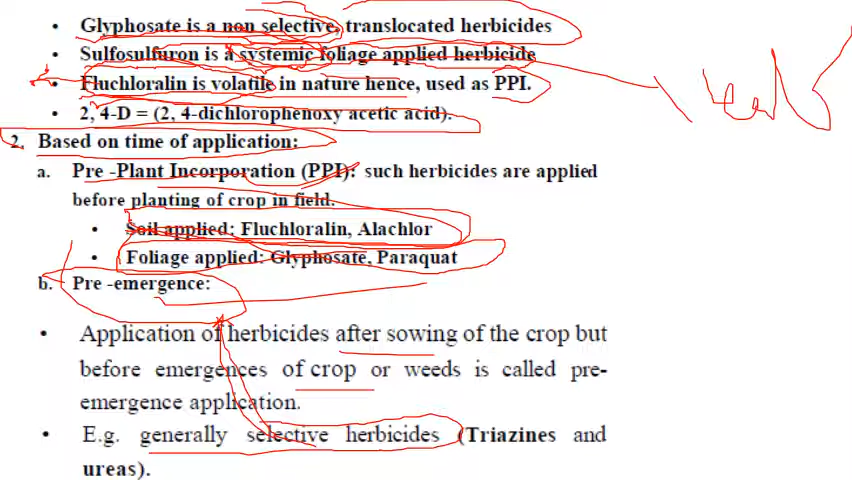 • Glyphosate is a non selective, translocated herbicides
• Sulfosulfuron is a systemic foliage applied herbicide
• Fluchloralin is volatile in nature hence, used as PPI.
• 2, 4-D = (2, 4-dichlorophenoxy acetic acid).
2. Based on time of application:
a. Pre -Plant Incorporation (PPI): such herbicides are applied
before planting of crop in field.
• Soil applied: Fluchloralin, Alachlor
• Foliage applied: Glyphosate, Paraquat
b. Pre -emergence:
• Application of herbicides after sowing of the crop but
before emergences of crop or weeds is called pre-
emergence application.
• E.g. generally selective herbicides (Triazines and
ureas).